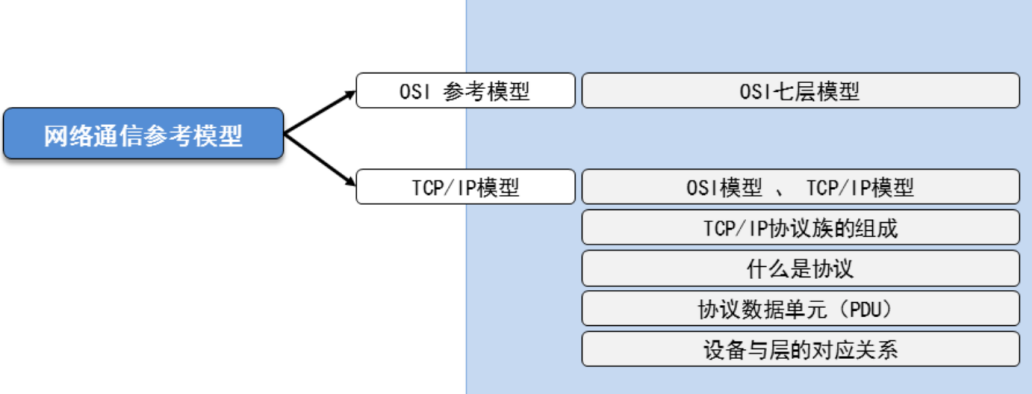 网络通信参考模型
OSI 参考模型
OSI七层模型
TCP/IP模型
OSI模型 、 TCP/IP模型
TCP/IP协议族的组成
什么是协议
协议数据单元（PDU）
设备与层的对应关系